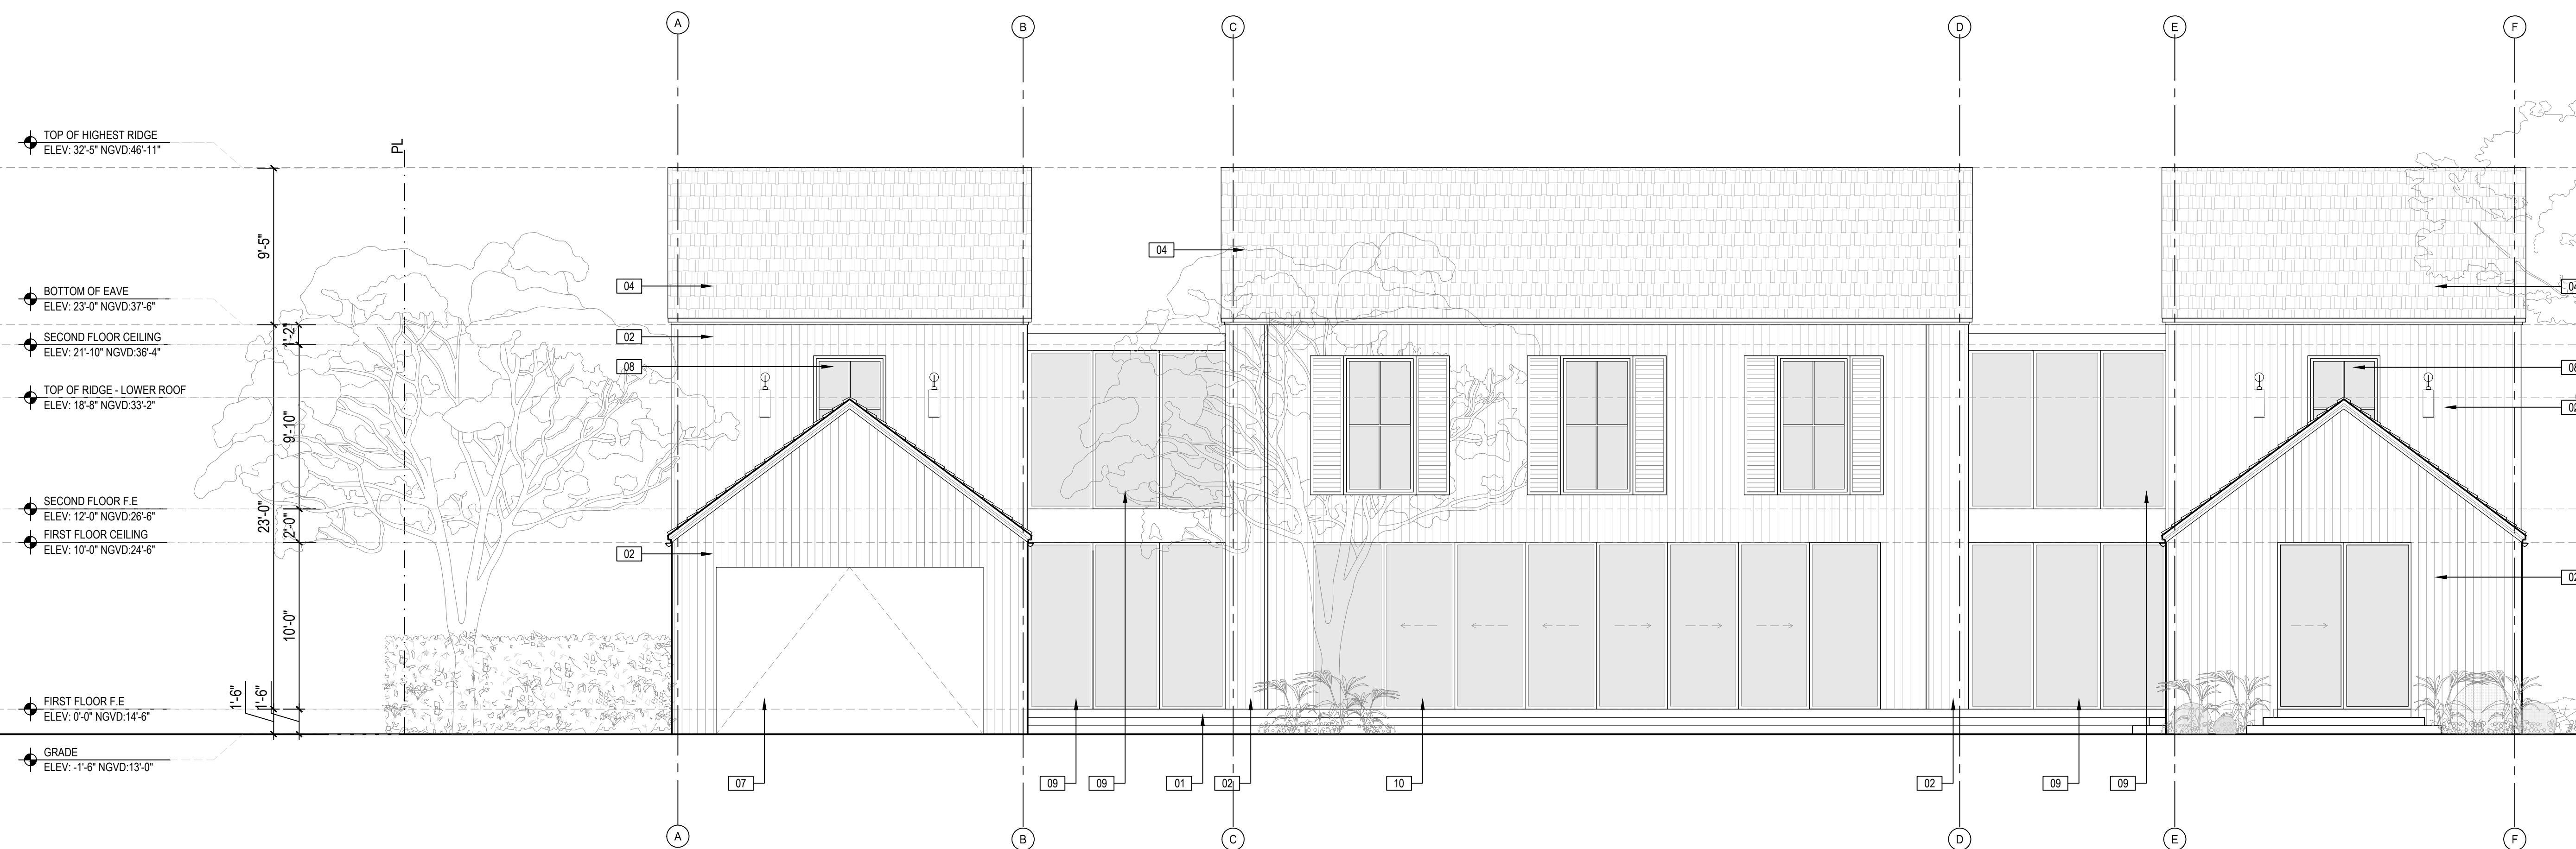 A
B
C
D
E
F
TOP OF HIGHEST RIDGE
ELEV: 32'-5" NGVD:46'-11"
PL
9'-5"
04
04
BOTTOM OF EAVE
ELEV: 23'-0" NGVD:37'-6"
1'-2"
02
SECOND FLOOR CEILING
ELEV: 21'-10" NGVD:36'-4"
08
TOP OF RIDGE - LOWER ROOF
ELEV: 18'-8" NGVD:33'-2"
9'-10"
SECOND FLOOR F.E
ELEV: 12'-0" NGVD:26'-6"
23'-0"
2'-0"
FIRST FLOOR CEILING
ELEV: 10'-0" NGVD:24'-6"
02
10'-0"
FIRST FLOOR F.E
ELEV: 0'-0" NGVD:14'-6"
1'-6"
1'-6"
GRADE
ELEV: -1'-6" NGVD:13'-0"
07
09
09
01
02
10
02
09
09
A
B
C
D
E
F